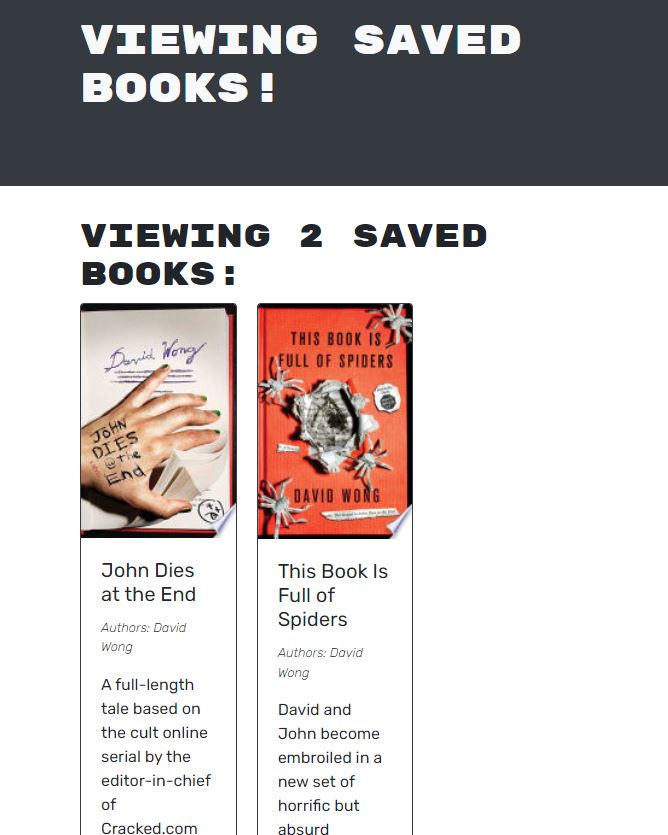 VIEWING SAVED
BOOKS!
VIEWING 2 SAVED
BOOKS:
David Wong
JOHN
DIES
@the
End
THIS BOOK IS
FULL OF SPIDERS
DAVID WONG
John Dies
at the End
Authors: David
Wong
A full-length
tale based on
the cult online
serial by the
editor-in-chief
of
Cracked.com
This Book Is
Full of
Spiders
Authors: David
Wong
David and
John become
embroiled in a
new set of
horrific but
absurd